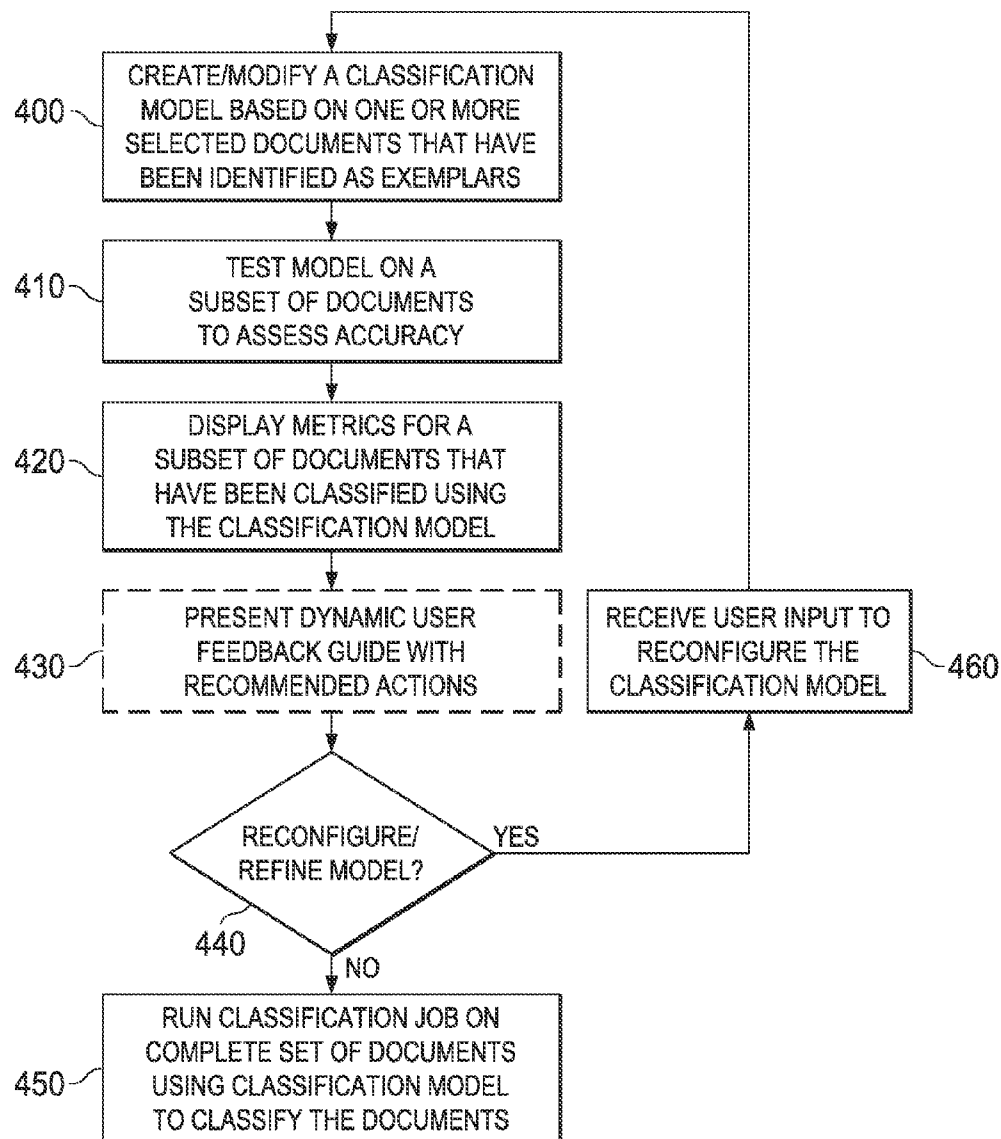 CREATE/MODIFY A CLASSIFICATION
MODEL BASED ON ONE OR MORE
SELECTED DOCUMENTS THAT HAVE
BEEN IDENTIFIED AS EXEMPLARS
400
TEST MODEL ON A
SUBSET OF DOCUMENTS
TO ASSESS ACCURACY
410
DISPLAY METRICS FOR A
SUBSET OF DOCUMENTS THAT
HAVE BEEN CLASSIFIED USING
THE CLASSIFICATION MODEL
420
PRESENT DYNAMIC USER
FEEDBACK GUIDE WITH
RECOMMENDED ACTIONS
430
RECEIVE USER INPUT TO
RECONFIGURE THE
CLASSIFICATION MODEL
460
RECONFIGURE/
REFINE MODEL?
YES
440
NO
RUN CLASSIFICATION JOB ON
COMPLETE SET OF DOCUMENTS
USING CLASSIFICATION MODEL
TO CLASSIFY THE DOCUMENTS
450